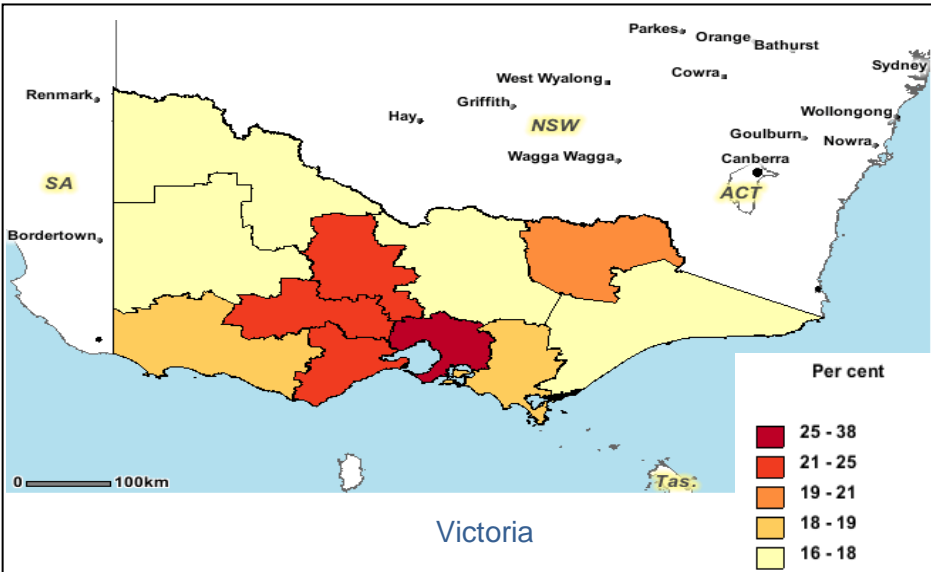 Parkes
Orange
Bathurst
Sydney
West Wyalong
Cowra
Renmark
Griffith
Hay
NSW
Wollongong
Goulburn
Nowra
Wagga Wagga
Canberra
SA
ACT
Bordertown
Per cent
25 - 38
21 - 25
19 - 21
18 - 19
16 - 18
0 100km
Tas.
Victoria